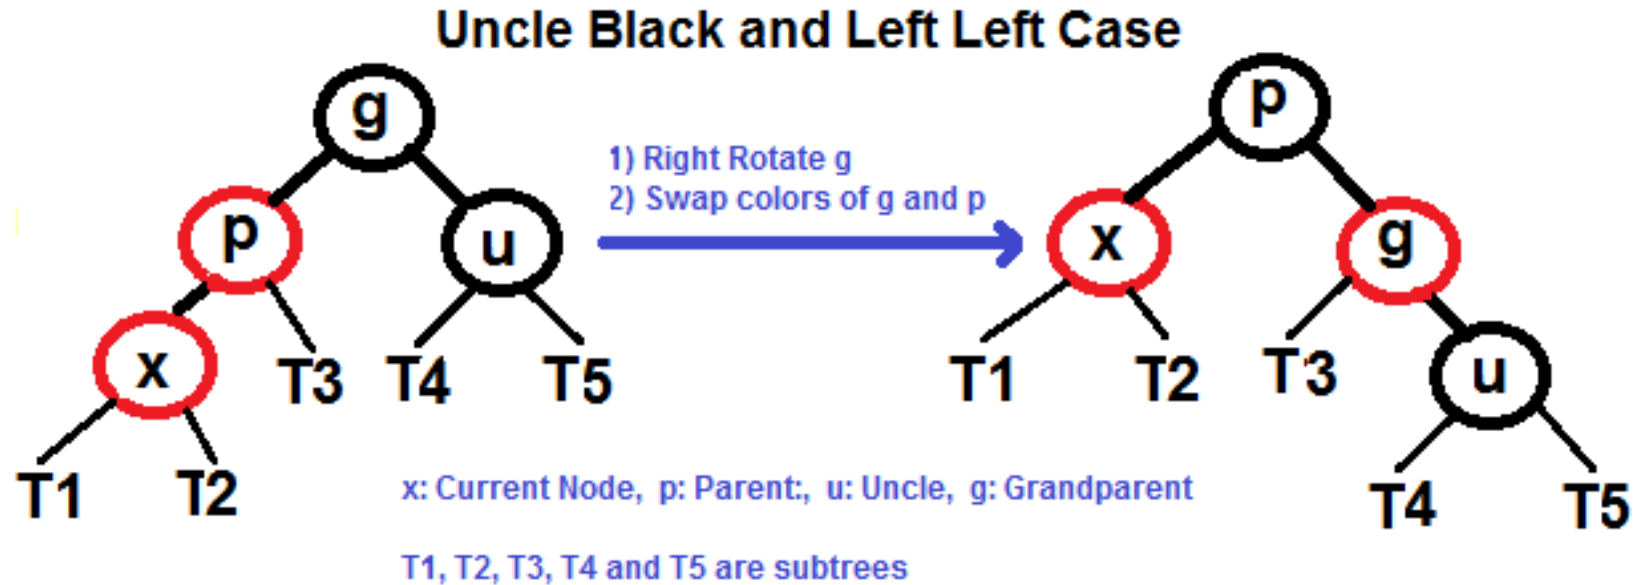 Uncle Black and Left Left Case
g
p
u
x
T1
T2
T3
T4
T5
1) Right Rotate g
2) Swap colors of g and p
p
x
g
u
T1
T2
T3
T4
T5
x: Current Node, p: Parent:, u: Uncle, g: Grandparent
T1, T2, T3, T4 and T5 are subtrees